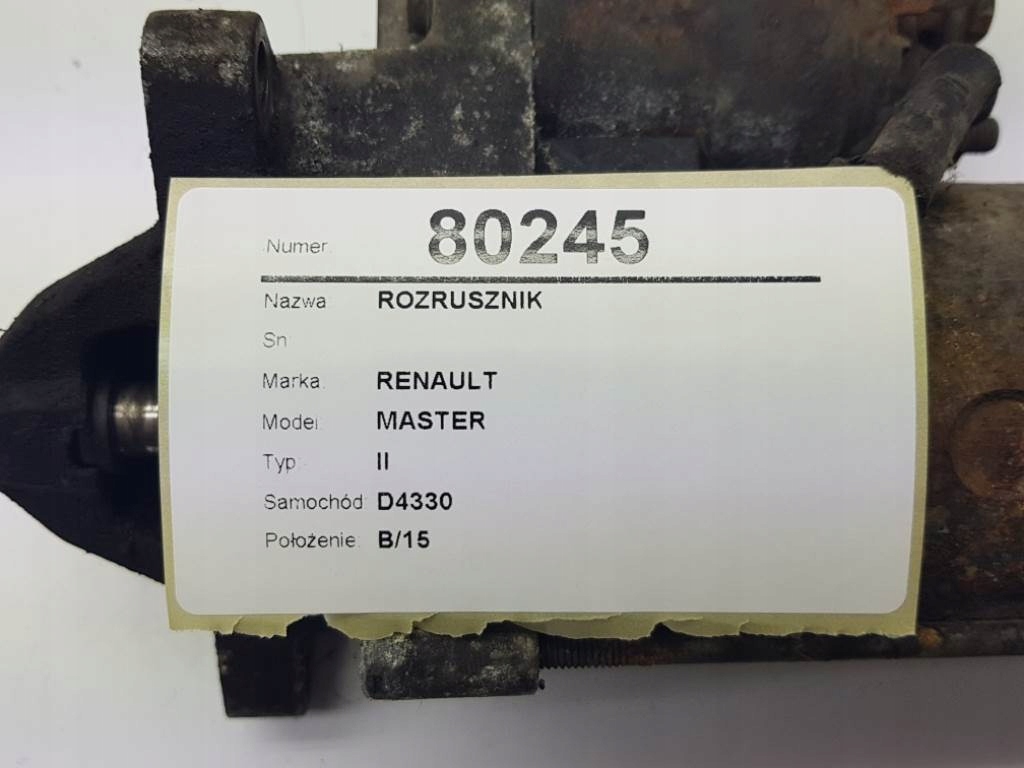 Numer: 80245
Nazwa ROZRUSZNIK
Sn
Marka: RENAULT
Model: MASTER
Typ: II
Samochód: D4330
Położenie: B/15